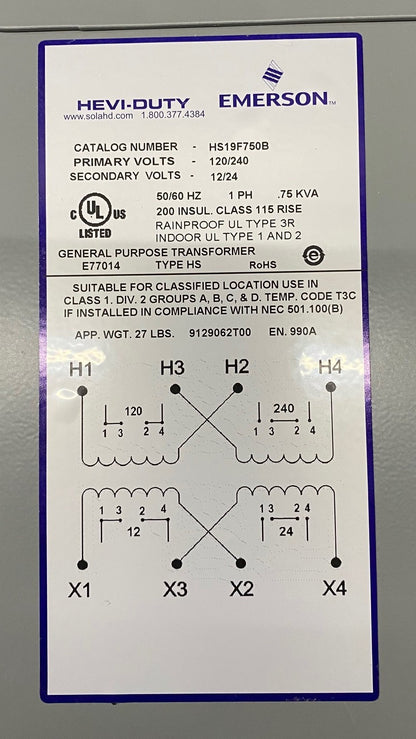 HEVI-DUTY
EMERSON™
www.solahd.com 1.800.377.4384
CATALOG NUMBER - HS19F750B
PRIMARY VOLTS - 120/240
SECONDARY VOLTS - 12/24
50/60 HZ 1 PH .75 KVA
200 INSUL. CLASS 115 RISE
RAINPROOF UL TYPE 3R
INDOOR UL TYPE 1 AND 2
C UL US
LISTED
GENERAL PURPOSE TRANSFORMER
E77014 TYPE HS RoHS
e
SUITABLE FOR CLASSIFIED LOCATION USE IN
CLASS 1. DIV. 2 GROUPS A, B, C, & D. TEMP. CODE T3C
IF INSTALLED IN COMPLIANCE WITH NEC 501.100(B)
APP. WGT. 27 LBS. 9129062T00 EN. 990A
H1 H3 H2 H4
120 240
1 3 2 4 1 3 2 4
1 3 2 4 1 3 2 4
12 24
X1 X3 X2 X4